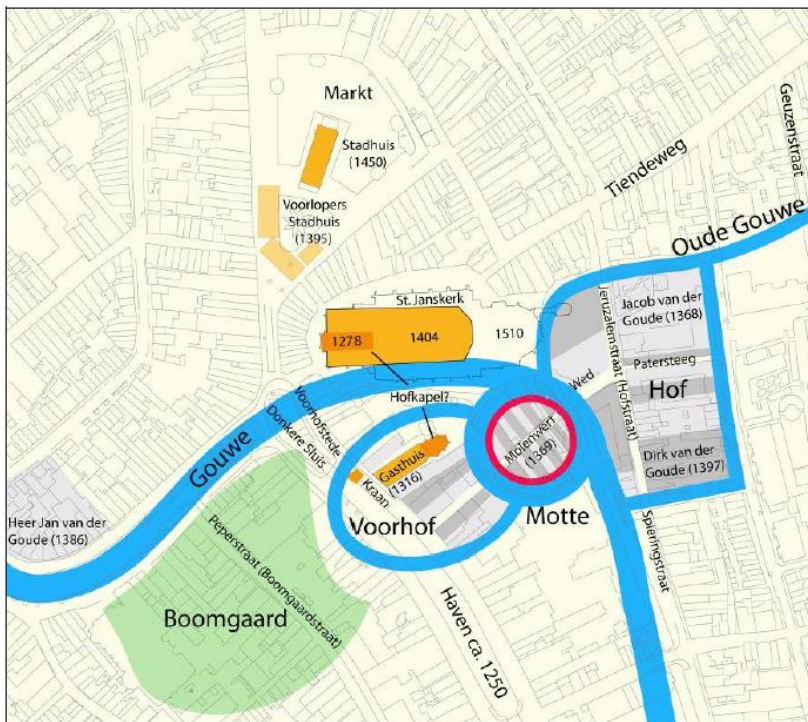 Markt
Stadhuis
(1450)
Voorlopers
Stadhuis
(1395)
Tiendeweg
Geuzenstraat
Oude Gouwe
St. Janskerk
1278
1404
1510
Jacob van der
Goude (1368)
Jeruzalemstraat (Hofstraat)
Patersteeg
Hof
Wed
Dirk van der
Goude (1397)
Hofkapel?
Voorhofstede
Donkere Sluis
Gouwe
Molenwerf
(1369)
Gasthuis
(1316)
Kraan
Voorhof
Motte
Spieringstraat
Heer Jan van der
Goude (1386)
Peperstraat (Boomgaardstraat)
Boomgaard
Haven ca. 1250